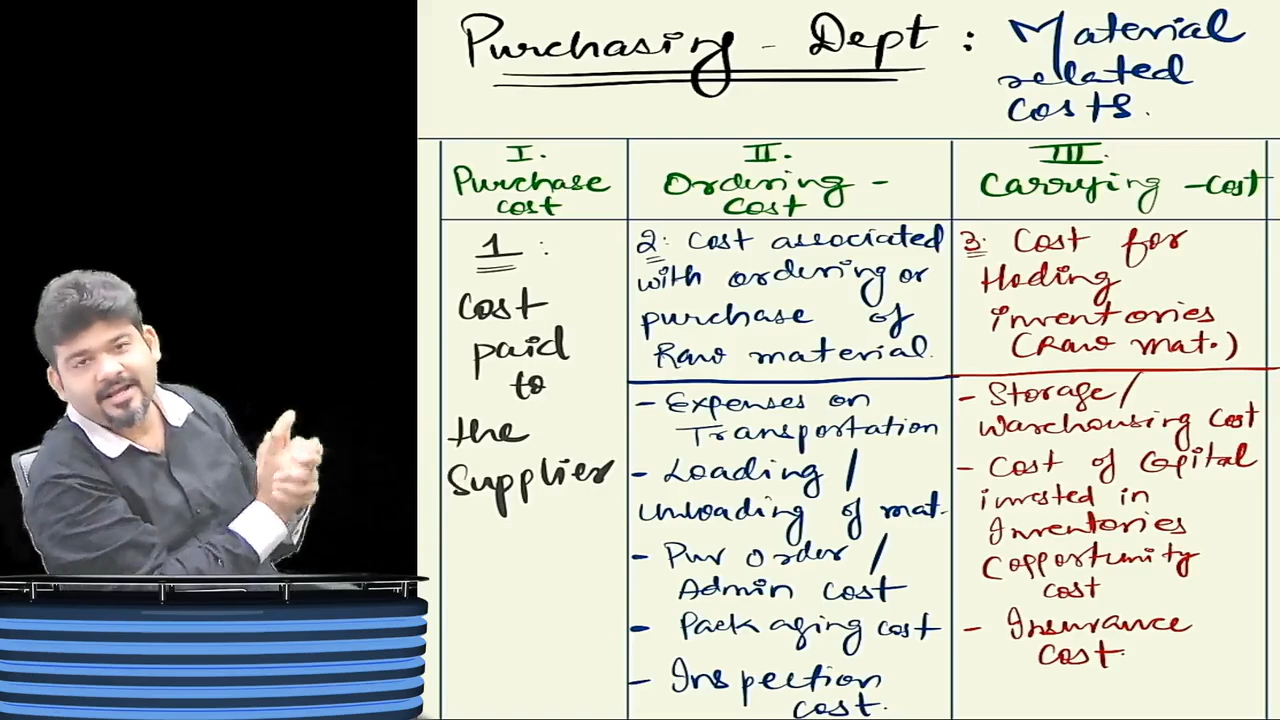 Purchasing - Dept : Material
related
costs.
I.
Purchase
cost
1 :
cost
paid
to
the
Supplier
II.
Ordering -
cost
2: cost associated
with ordering or
purchase of
Raw material.
- Expenses on
Transportation
- Loading /
unloading of mat.
- Pur order /
Admin cost
- Packaging cost
- Inspection
cost.
III.
Carrying - cost
3. Cost for
Hoding
inventories
(Raw mat.)
- Storage /
Warehousing cost
- Cost of Capital
invested in
Inventories
(opportunity
cost
- Insurance
cost.